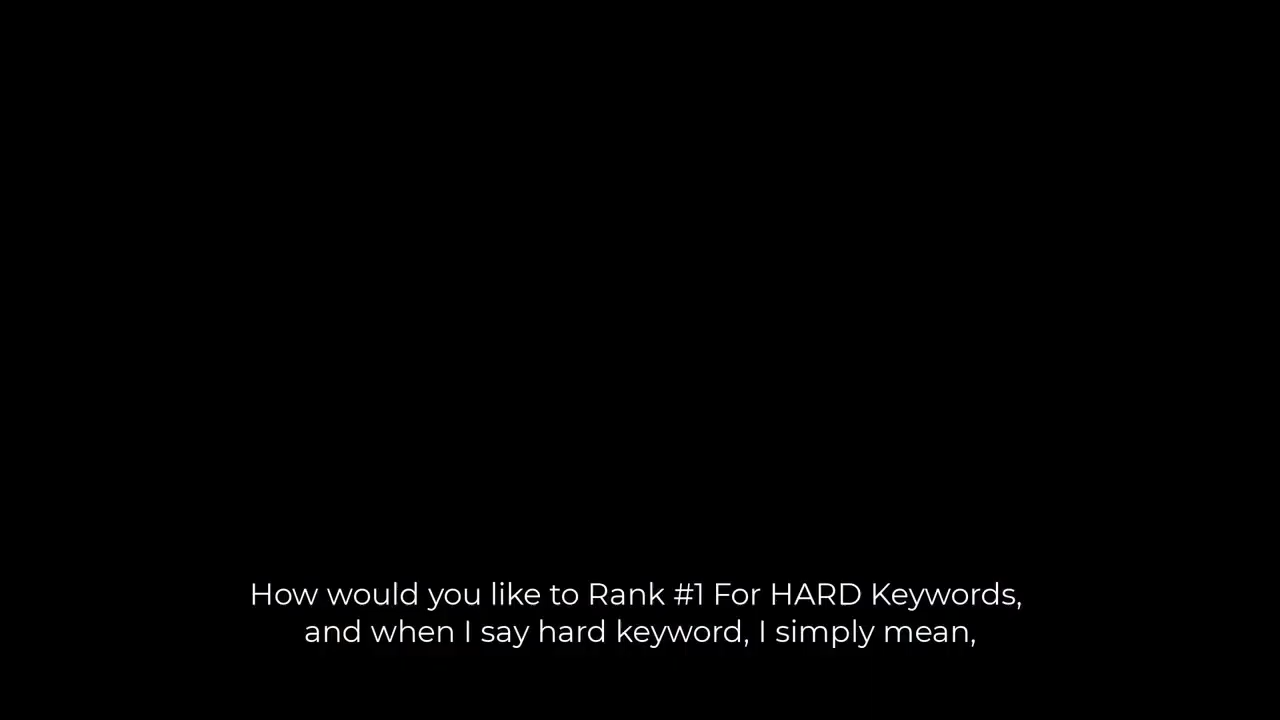 How would you like to Rank #1 For HARD Keywords,
and when I say hard keyword, I simply mean,